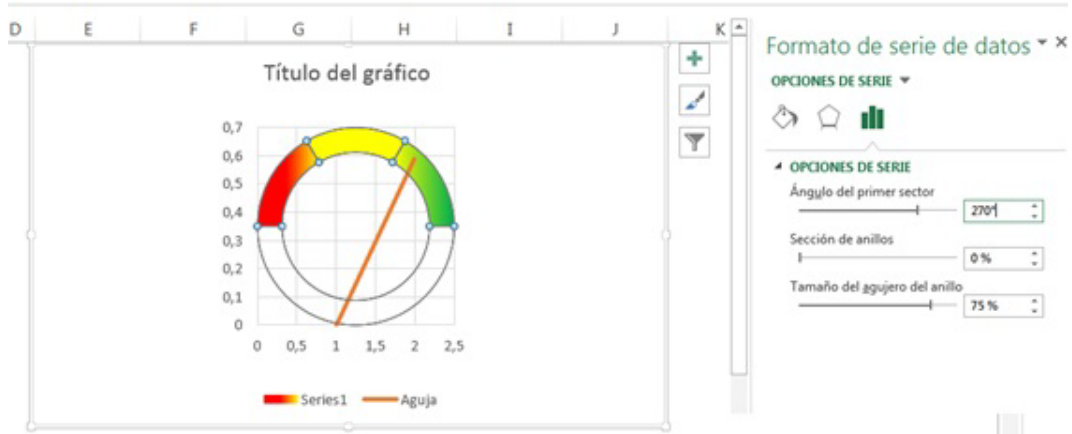 D E F G H I J K
Título del gráfico
0,7
0,6
0,5
0,4
0,3
0,2
0,1
0
0 0,5 1 1,5 2 2,5
Series1 Aguja
Formato de serie de datos
OPCIONES DE SERIE
OPCIONES DE SERIE
Ángulo del primer sector
270°
Sección de anillos
0 %
Tamaño del agujero del anillo
75 %